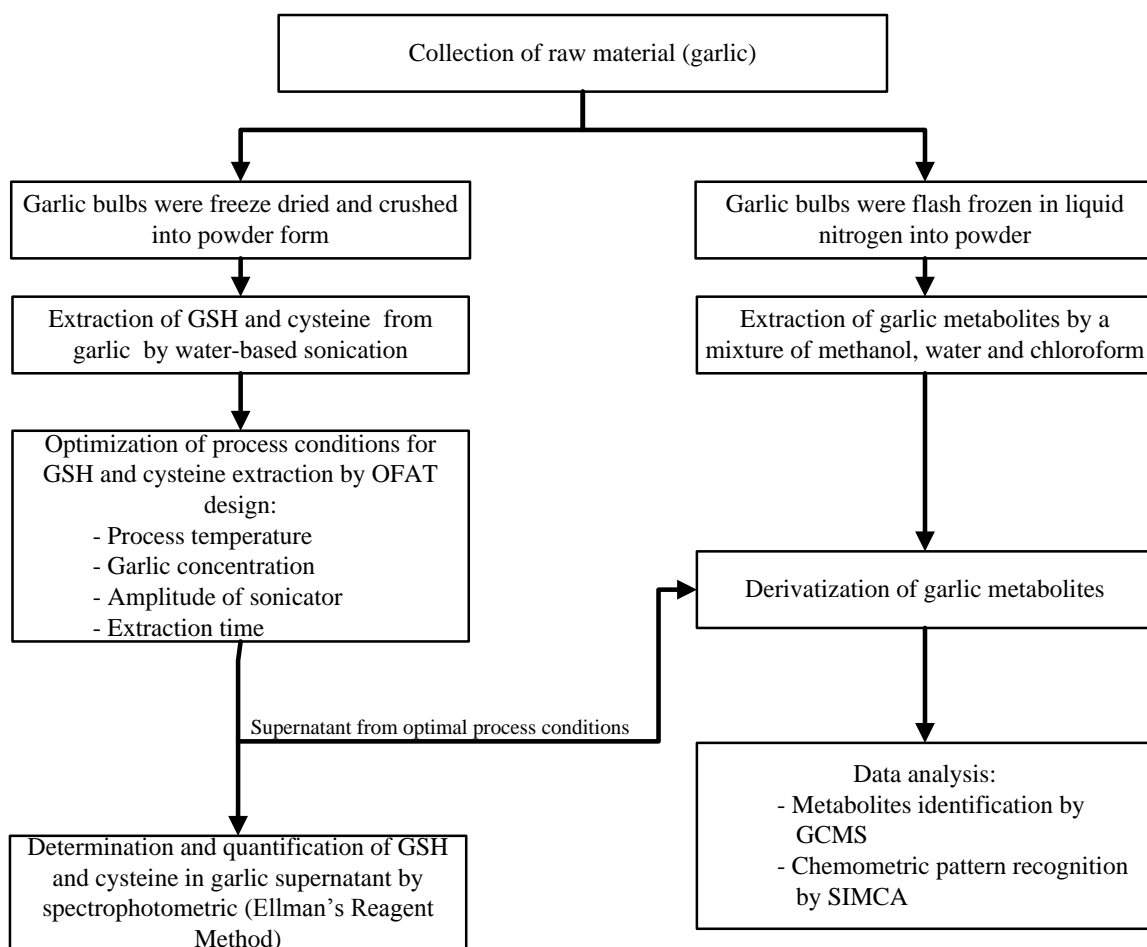 Collection of raw material (garlic)
Garlic bulbs were freeze dried and crushed
into powder form
Garlic bulbs were flash frozen in liquid
nitrogen into powder
Extraction of GSH and cysteine from
garlic by water-based sonication
Extraction of garlic metabolites by a
mixture of methanol, water and chloroform
Optimization of process conditions for
GSH and cysteine extraction by OFAT
design:
- Process temperature
- Garlic concentration
- Amplitude of sonicator
- Extraction time
Derivatization of garlic metabolites
Supernatant from optimal process conditions
Data analysis:
- Metabolites identification by
GCMS
- Chemometric pattern recognition
by SIMCA
Determination and quantification of GSH
and cysteine in garlic supernatant by
spectrophotometric (Ellman’s Reagent
Method)